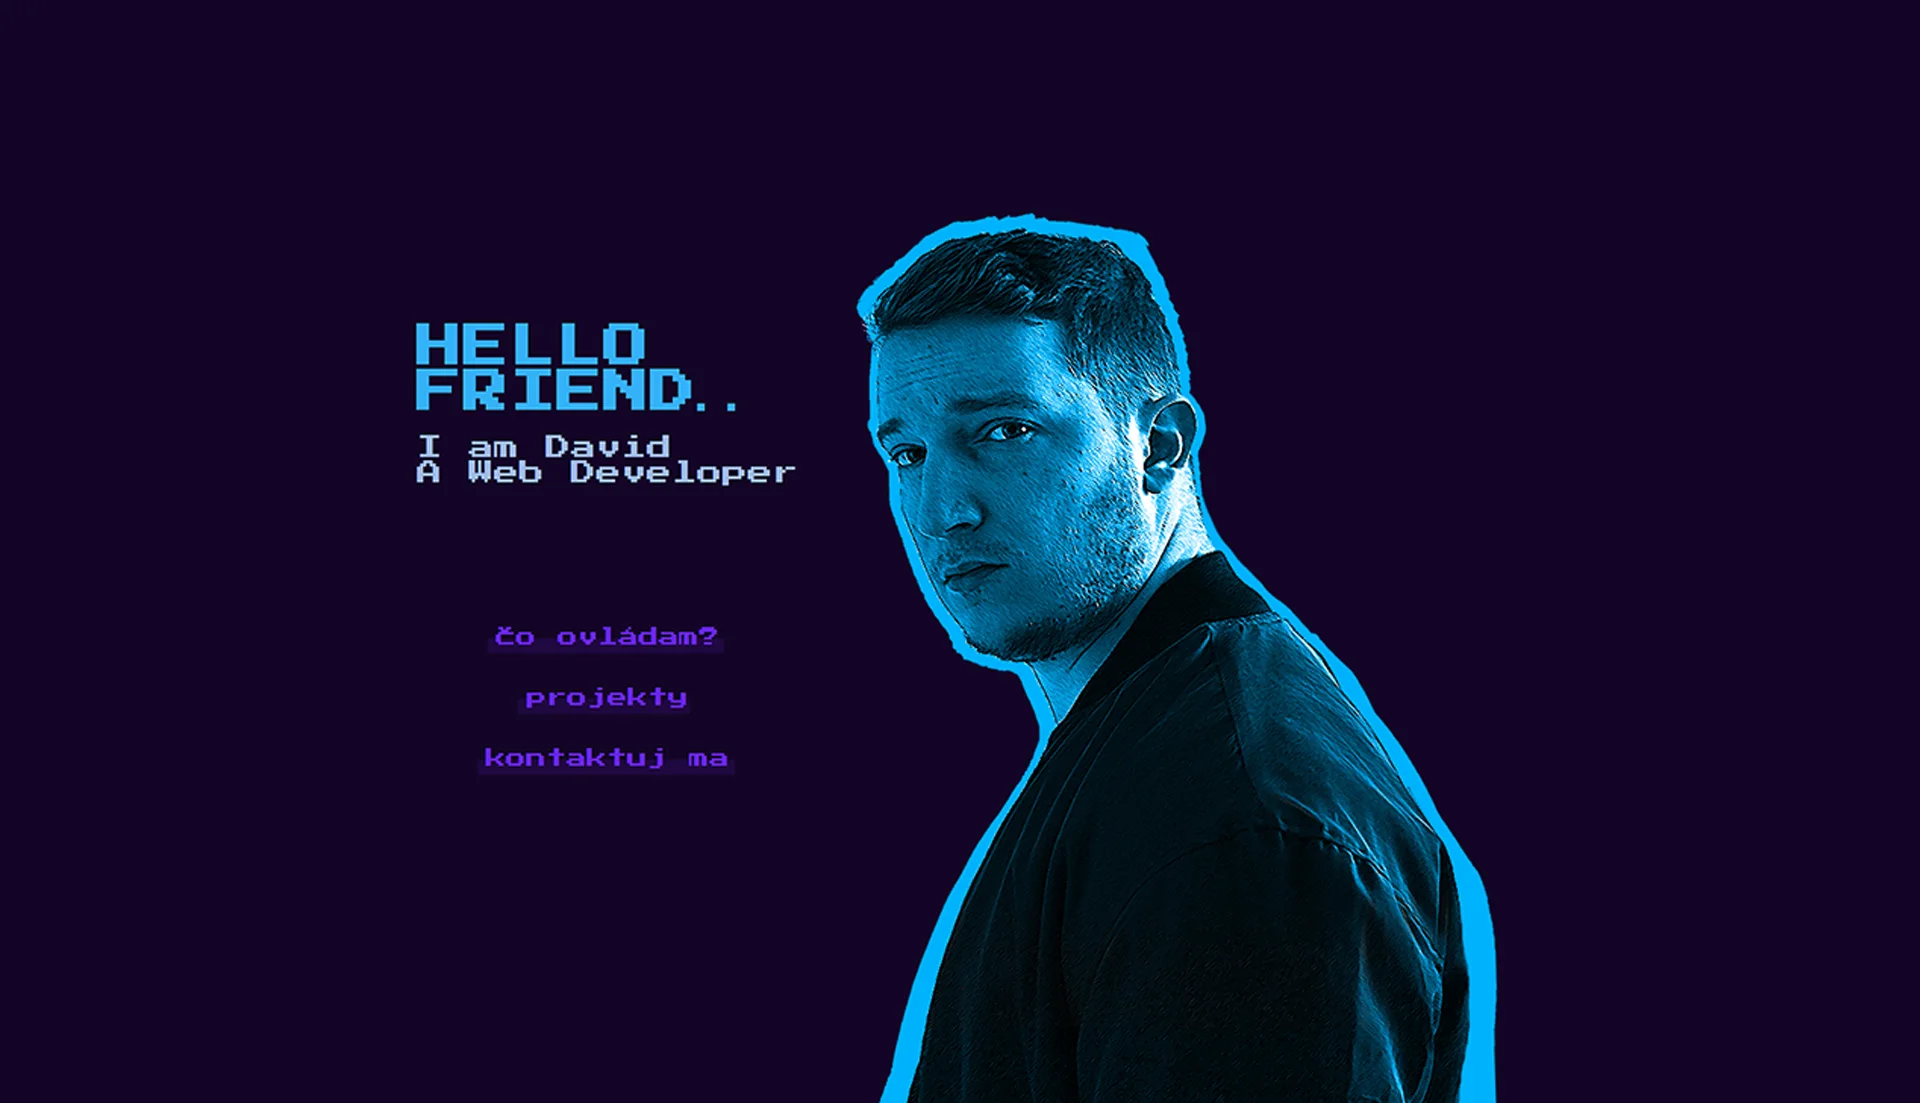 HELLO
FRIEND..
I am David
A Web Developer
čo ovládam?
projekty
kontaktuj ma